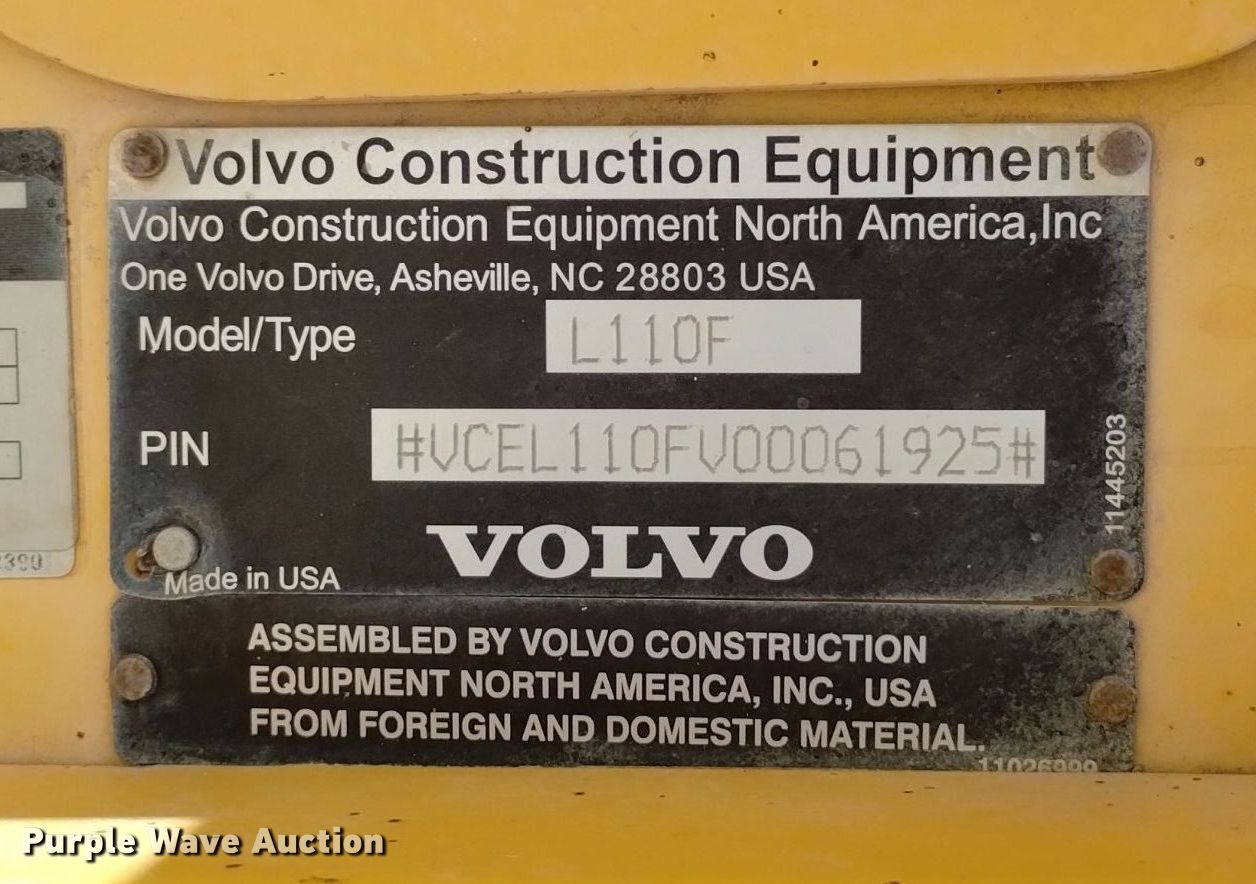 Volvo Construction Equipment
Volvo Construction Equipment North America,Inc
One Volvo Drive, Asheville, NC 28803 USA
Model/Type L110F
PIN #VCEL110FV00061925#
11445203
VOLVO
Made in USA
ASSEMBLED BY VOLVO CONSTRUCTION
EQUIPMENT NORTH AMERICA, INC., USA
FROM FOREIGN AND DOMESTIC MATERIAL.
11026999
Purple Wave Auction